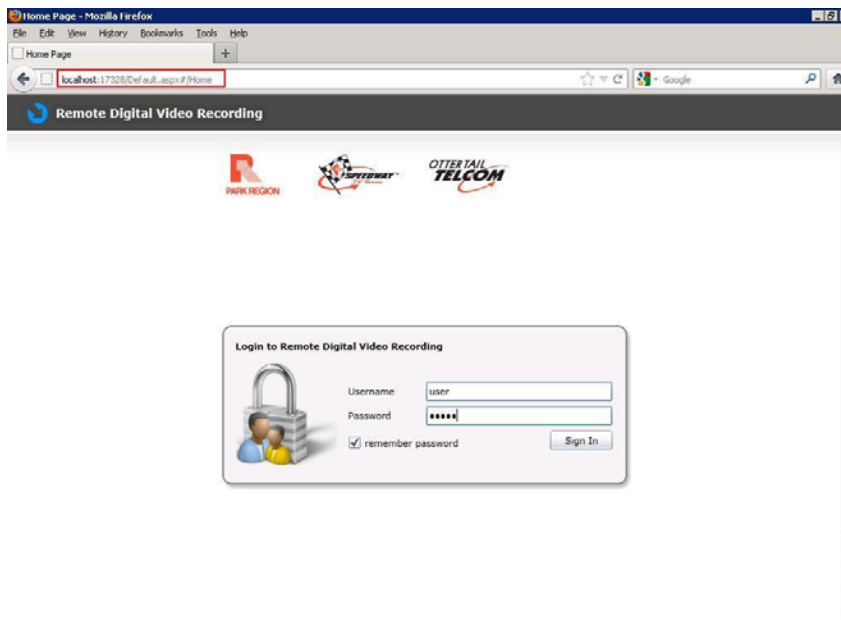 Home Page - Mozilla Firefox
File Edit View History Bookmarks Tools Help
Home Page +
localhost:17328/Default.aspx#/Home Google
Remote Digital Video Recording
R SPEEDWAY OTTER TAIL
PARK REGION TELCOM
Login to Remote Digital Video Recording
Username user
Password •••••
remember password Sign In